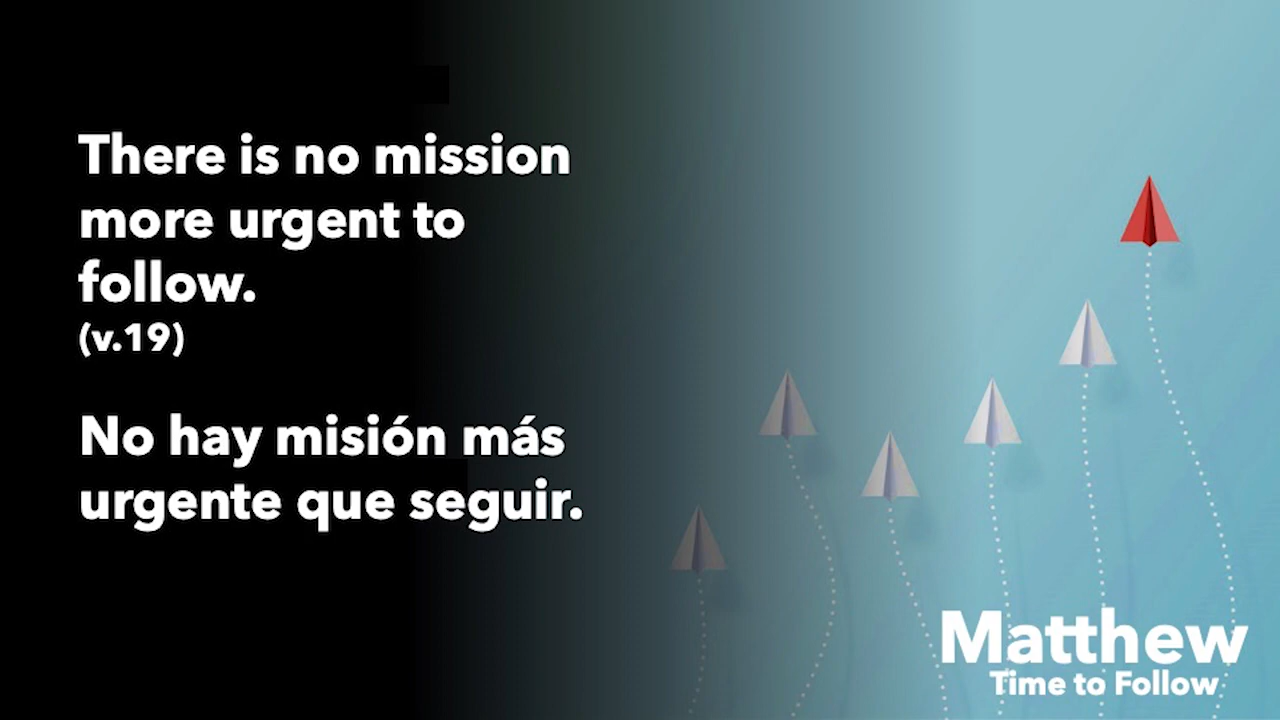 There is no mission
more urgent to
follow.
(v.19)
No hay misión más
urgente que seguir.
Matthew
Time to Follow